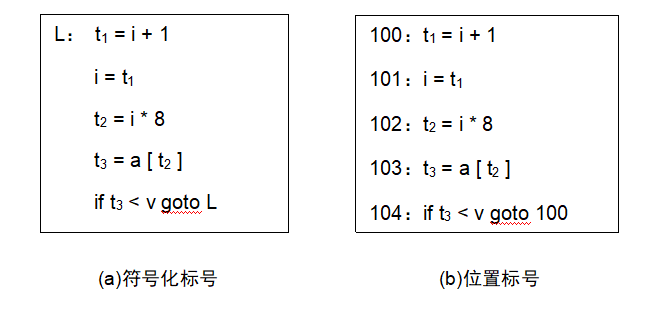 L： t₁ = i + 1
i = t₁
t₂ = i * 8
t₃ = a [ t₂ ]
if t₃ < v goto L
(a)符号化标号
100：t₁ = i + 1
101：i = t₁
102：t₂ = i * 8
103：t₃ = a [ t₂ ]
104：if t₃ < v goto 100
(b)位置标号